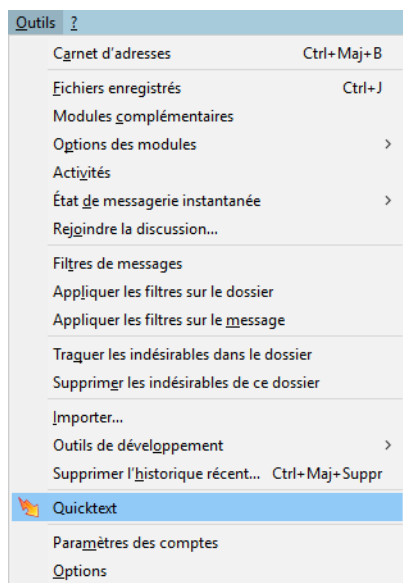 Outils ?
Carnet d'adresses Ctrl+Maj+B
Fichiers enregistrés Ctrl+J
Modules complémentaires
Options des modules >
Activités
État de messagerie instantanée >
Rejoindre la discussion...
Filtres de messages
Appliquer les filtres sur le dossier
Appliquer les filtres sur le message
Traquer les indésirables dans le dossier
Supprimer les indésirables de ce dossier
Importer...
Outils de développement >
Supprimer l'historique récent... Ctrl+Maj+Suppr
Quicktext
Paramètres des comptes
Options